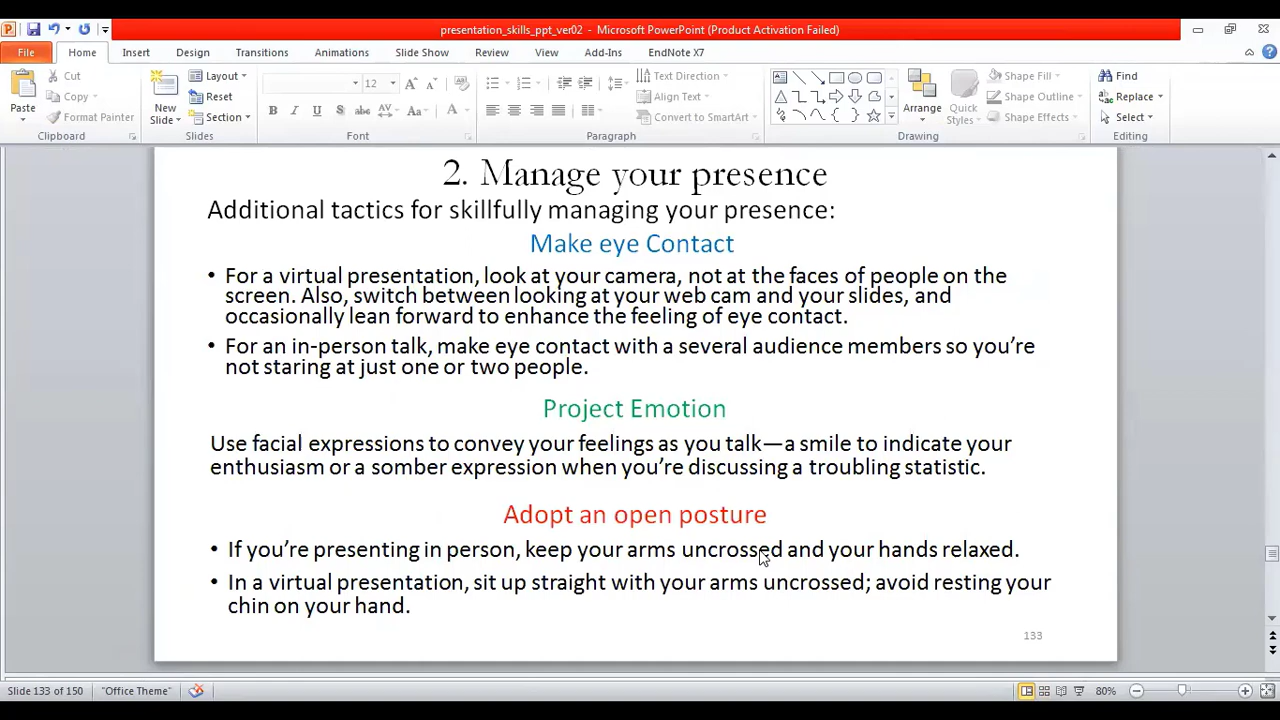 presentation_skills_ppt_ver02 - Microsoft PowerPoint (Product Activation Failed)
File Home Insert Design Transitions Animations Slide Show Review View Add-Ins EndNote X7
Paste
Cut
Copy
Format Painter
Clipboard
New
Slide
Layout
Reset
Section
Slides
12
B I U S abc AV Aa A
Font
Text Direction
Align Text
Convert to SmartArt
Paragraph
Arrange
Quick
Styles
Shape Fill
Shape Outline
Shape Effects
Drawing
Find
Replace
Select
Editing
2. Manage your presence
Additional tactics for skillfully managing your presence:
Make eye Contact
• For a virtual presentation, look at your camera, not at the faces of people on the
screen. Also, switch between looking at your web cam and your slides, and
occasionally lean forward to enhance the feeling of eye contact.
• For an in-person talk, make eye contact with a several audience members so you’re
not staring at just one or two people.
Project Emotion
Use facial expressions to convey your feelings as you talk—a smile to indicate your
enthusiasm or a somber expression when you’re discussing a troubling statistic.
Adopt an open posture
• If you’re presenting in person, keep your arms uncrossed and your hands relaxed.
• In a virtual presentation, sit up straight with your arms uncrossed; avoid resting your
chin on your hand.
133
Slide 133 of 150 "Office Theme" 80%